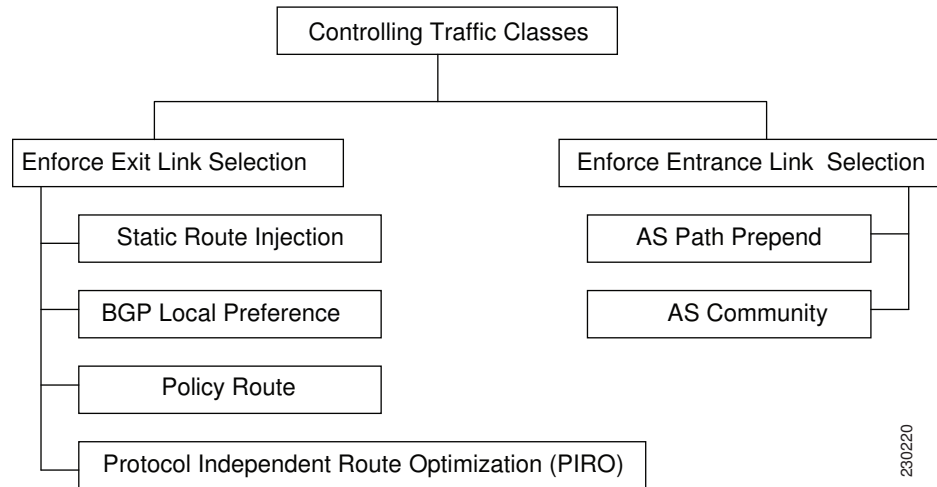 Controlling Traffic Classes
Enforce Exit Link Selection
Static Route Injection
BGP Local Preference
Policy Route
Protocol Independent Route Optimization (PIRO)
Enforce Entrance Link Selection
AS Path Prepend
AS Community
230220